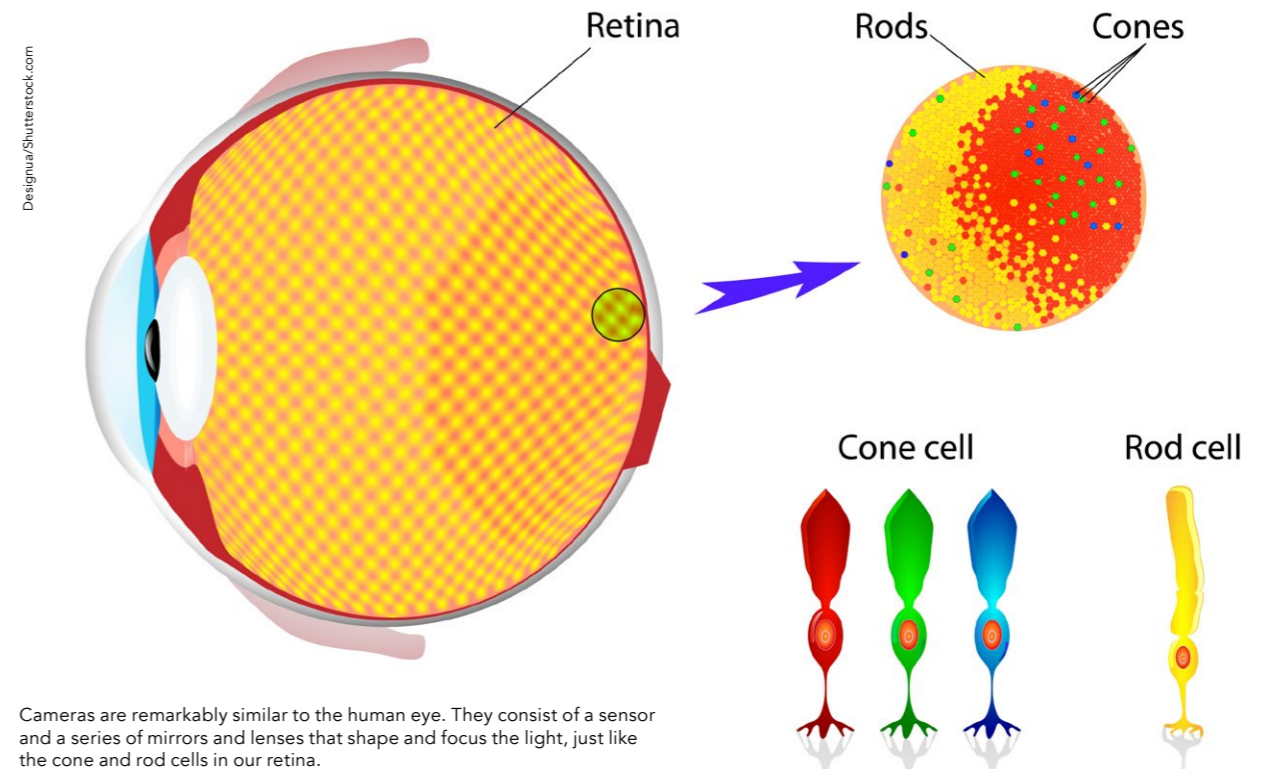 Designua/Shutterstock.com
Retina
Rods
Cones
Cone cell
Rod cell
Cameras are remarkably similar to the human eye. They consist of a sensor
and a series of mirrors and lenses that shape and focus the light, just like
the cone and rod cells in our retina.